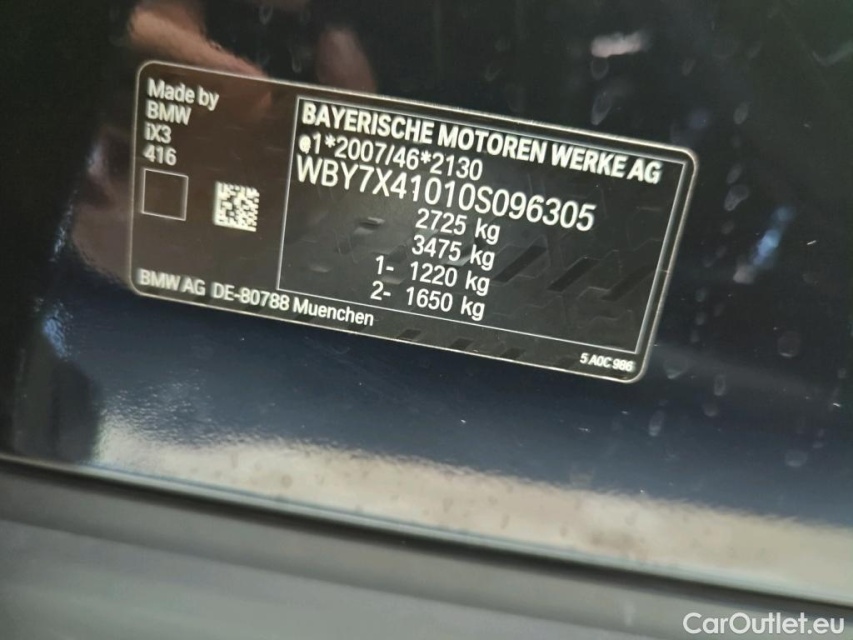 Made by
BMW
iX3
416
BAYERISCHE MOTOREN WERKE AG
e1*2007/46*2130
WBY7X41010S096305
2725 kg
3475 kg
1- 1220 kg
2- 1650 kg
BMW AG DE-80788 Muenchen
5 A0C 986
CarOutlet.eu